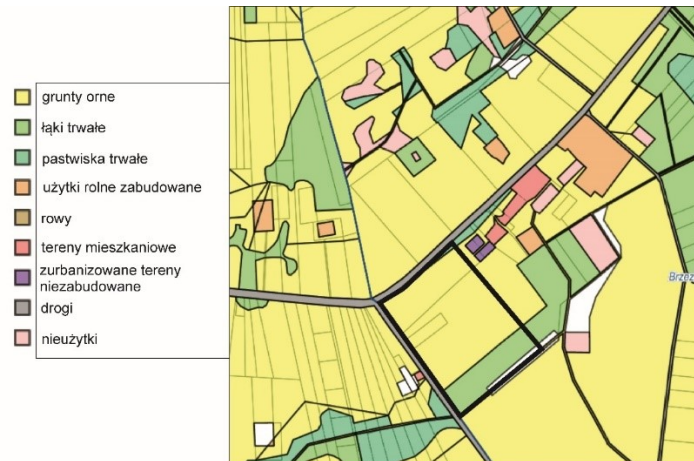 grunty orne
łąki trwałe
pastwiska trwałe
użytki rolne zabudowane
rowy
tereny mieszkaniowe
zurbanizowane tereny
niezabudowane
drogi
nieużytki